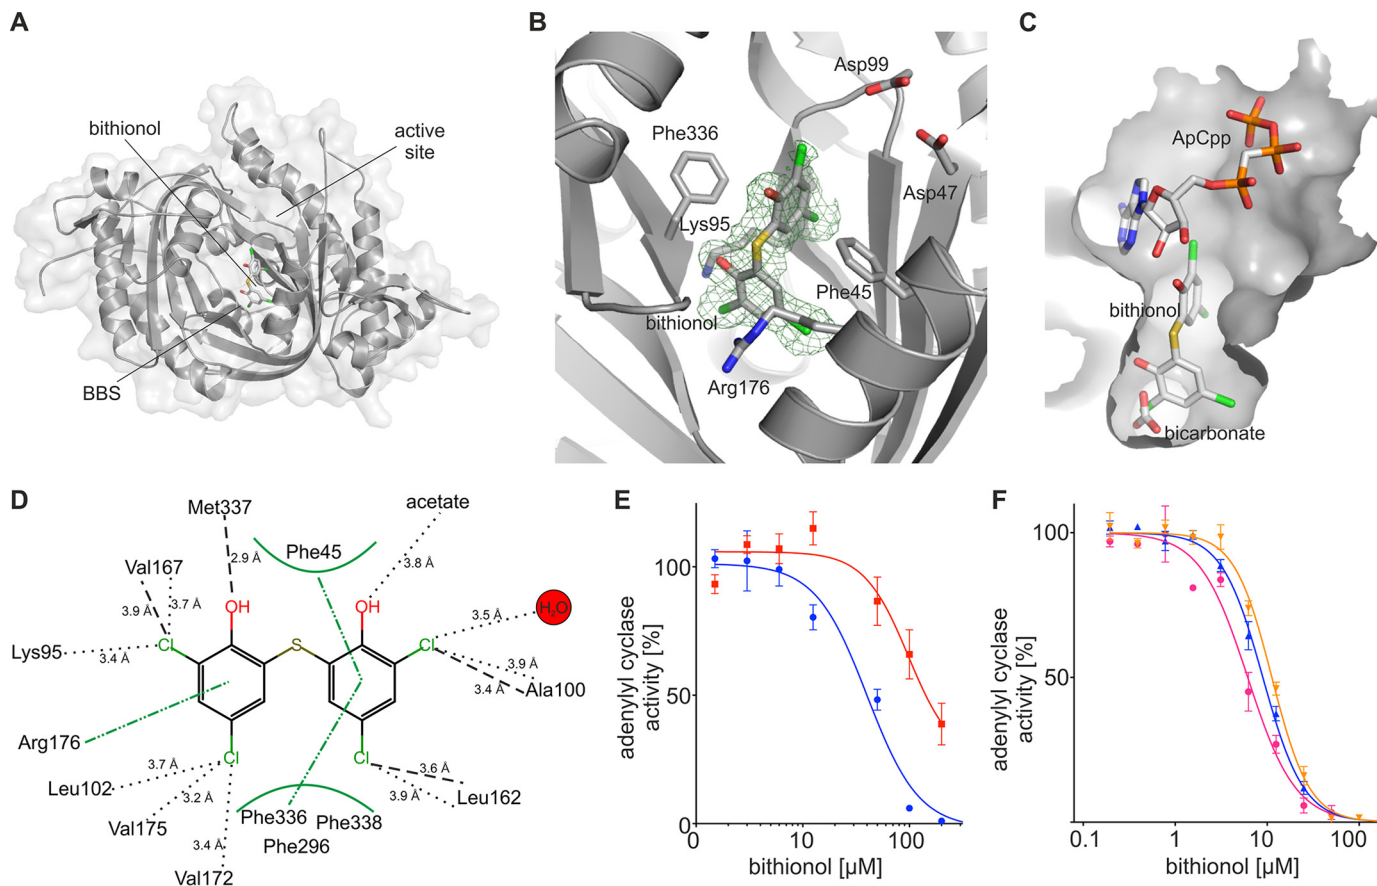 A
bithionol
active
site
BBS
B
Asp99
Phe336
Asp47
Lys95
Phe45
bithionol
Arg176
C
ApCpp
bithionol
bicarbonate
D
Met337
acetate
Phe45
2.9 Å
3.8 Å
Val167
3.7 Å
3.9 Å
OH
OH
3.5 Å
H₂O
Lys95
3.4 Å
Cl
S
Cl
3.9 Å
3.4 Å
Ala100
Arg176
Cl
Cl
3.7 Å
3.6 Å
Leu102
3.2 Å
3.9 Å
Leu162
Val175
Phe336
Phe338
3.4 Å
Phe296
Val172
E
adenylyl cyclase
activity [%]
100
50
0
10
100
bithionol [µM]
F
adenylyl cyclase
activity [%]
100
50
0.1
1
10
100
bithionol [µM]